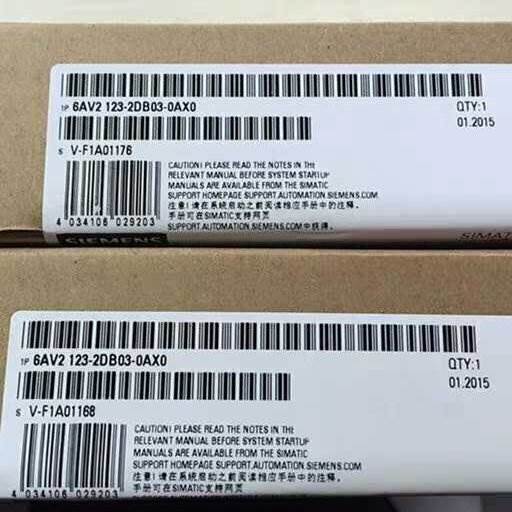 1P 6AV2 123-2DB03-0AX0
QTY:1
01.2015
S V-F1A01176
CAUTION! PLEASE READ THE NOTES IN THE
RELEVANT MANUAL BEFORE SYSTEM STARTUP
MANUALS ARE AVAILABLE FROM THE SIMATIC
SUPPORT HOMEPAGE SUPPORT.AUTOMATION.SIEMENS.COM
注意! 请在系统启动之前阅读相应手册中的注释。
手册可在SIMATIC支持网页
SUPPORT.AUTOMATION.SIEMENS.COM中获得。
4 034106 029203
SIEMENS
SIMATI
1P 6AV2 123-2DB03-0AX0
QTY:1
01.2015
S V-F1A01168
CAUTION! PLEASE READ THE NOTES IN THE
RELEVANT MANUAL BEFORE SYSTEM STARTUP
MANUALS ARE AVAILABLE FROM THE SIMATIC
SUPPORT HOMEPAGE SUPPORT.AUTOMATION.SIEMENS.COM
注意! 请在系统启动之前阅读相应手册中的注释。
手册可在SIMATIC支持网页
4 034106 029203